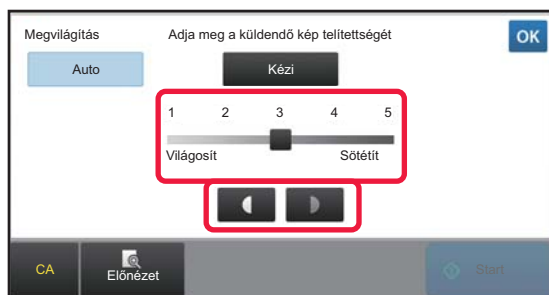 Megvilágítás
Adja meg a küldendő kép telítettségét
OK
Auto
Kézi
1 2 3 4 5
Világosít
Sötétít
CA
Előnézet
Start